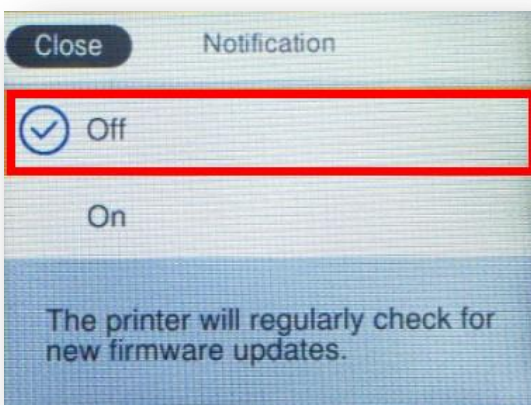 Close Notification
Off
On
The printer will regularly check for
new firmware updates.